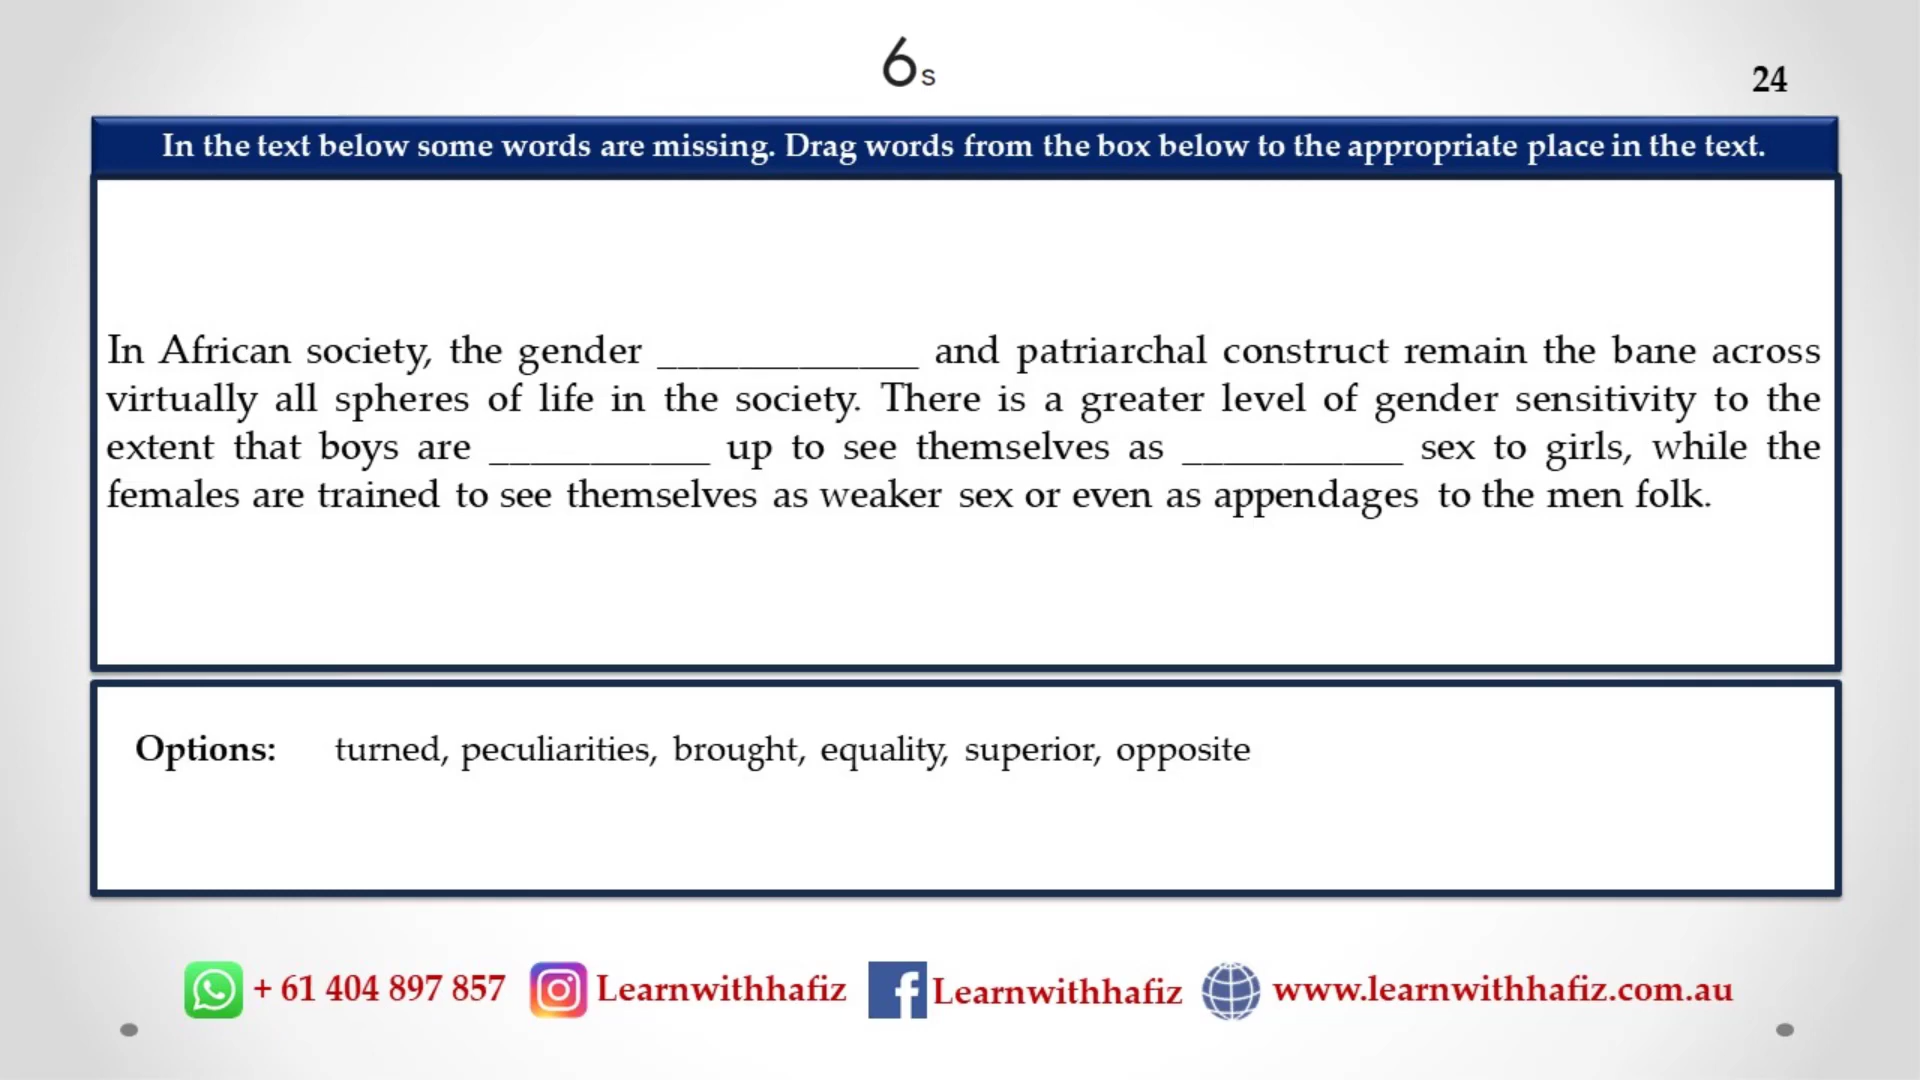 6s
24
In the text below some words are missing. Drag words from the box below to the appropriate place in the text.
In African society, the gender _____________ and patriarchal construct remain the bane across
virtually all spheres of life in the society. There is a greater level of gender sensitivity to the
extent that boys are ___________ up to see themselves as ___________ sex to girls, while the
females are trained to see themselves as weaker sex or even as appendages to the men folk.
Options: turned, peculiarities, brought, equality, superior, opposite
+ 61 404 897 857 Learnwithhafiz Learnwithhafiz www.learnwithhafiz.com.au